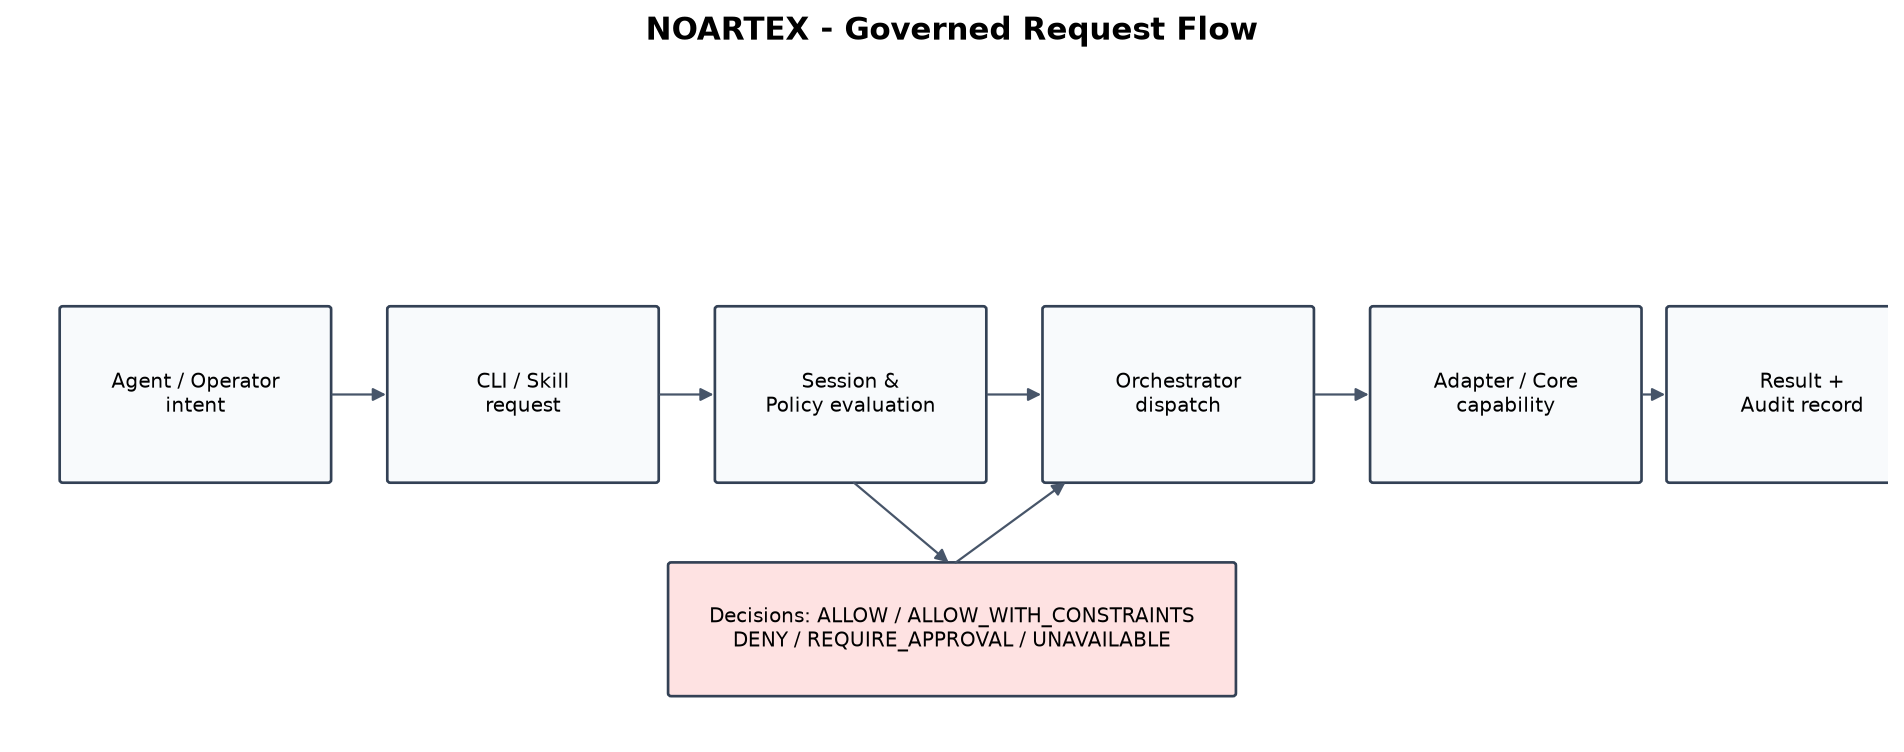 NOARTEX - Governed Request Flow
Agent / Operator
intent
CLI / Skill
request
Session &
Policy evaluation
Orchestrator
dispatch
Adapter / Core
capability
Result +
Audit record
Decisions: ALLOW / ALLOW_WITH_CONSTRAINTS
DENY / REQUIRE_APPROVAL / UNAVAILABLE